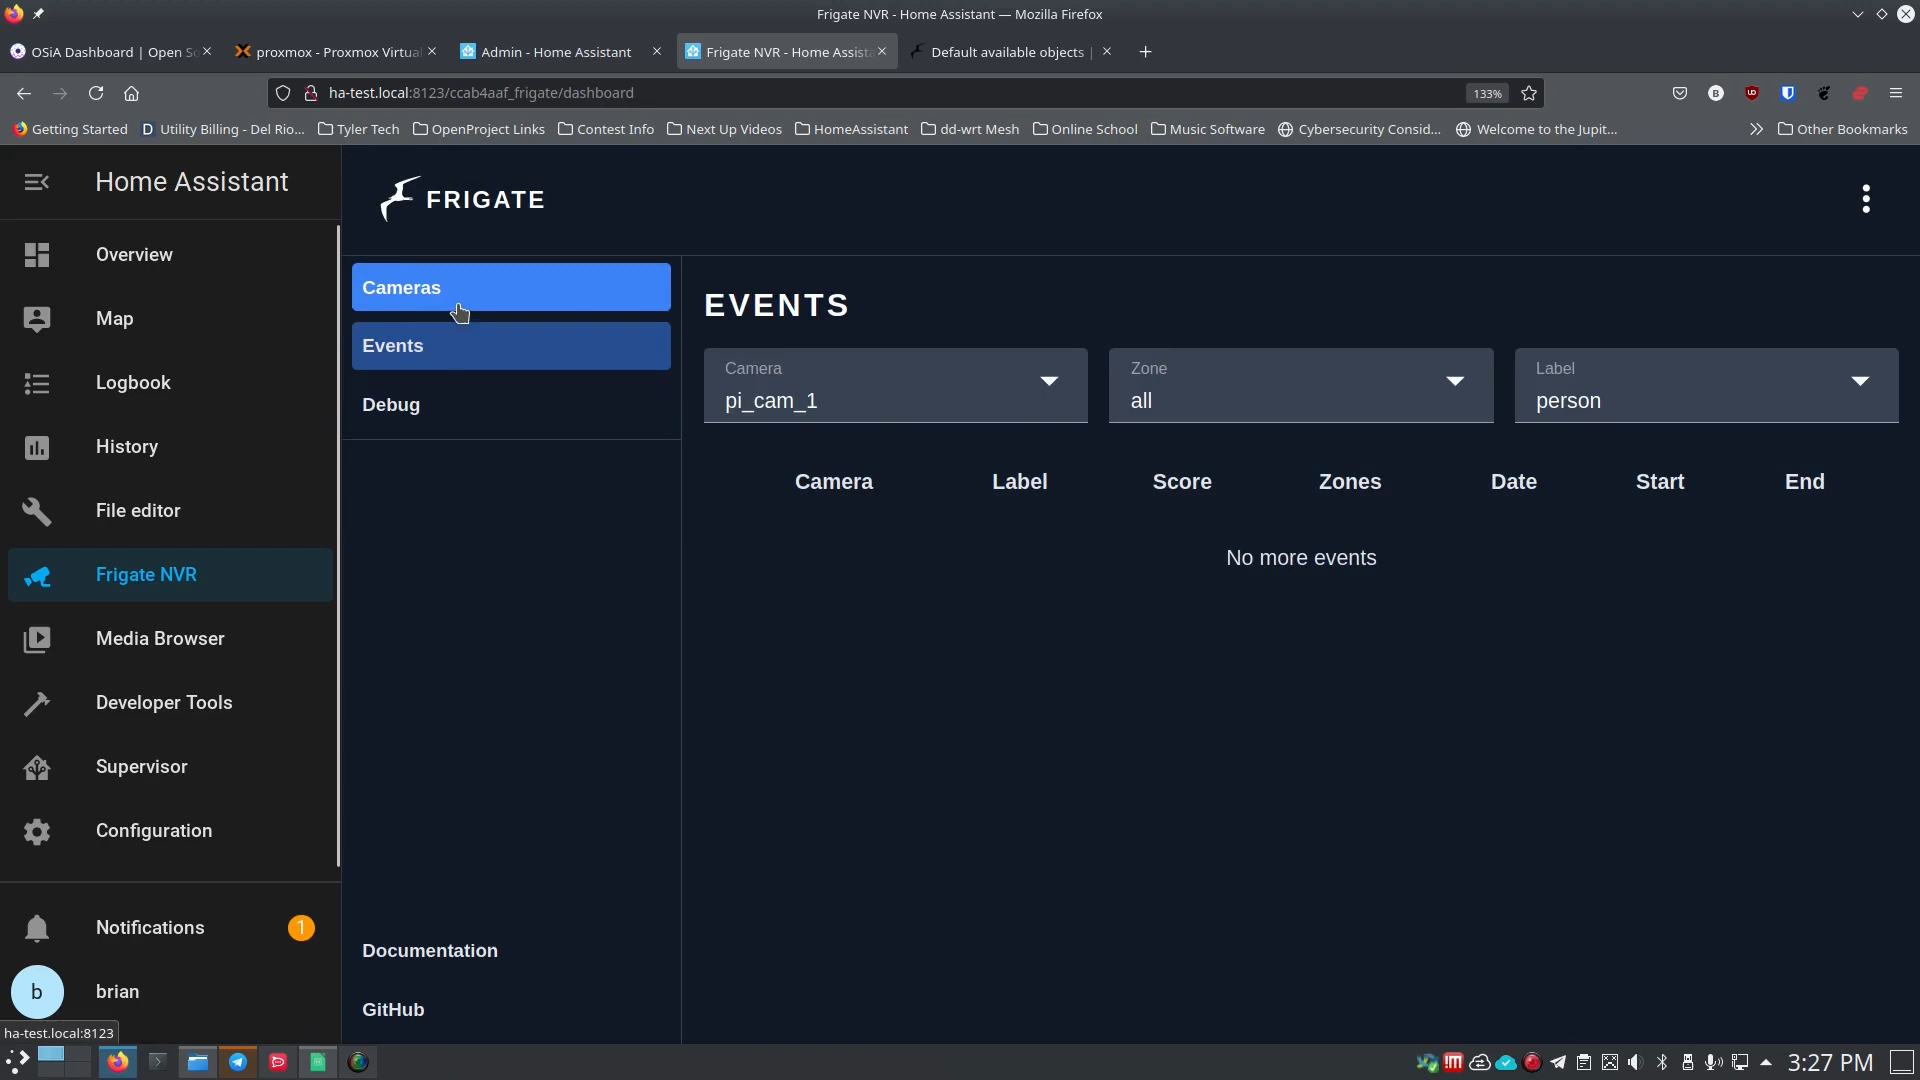 Frigate NVR - Home Assistant — Mozilla Firefox
OSiA Dashboard | Open So
proxmox - Proxmox Virtual
Admin - Home Assistant
Frigate NVR - Home Assista
Default available objects |
ha-test.local:8123/ccab4aaf_frigate/dashboard
133%
Getting Started
Utility Billing - Del Rio...
Tyler Tech
OpenProject Links
Contest Info
Next Up Videos
HomeAssistant
dd-wrt Mesh
Online School
Music Software
Cybersecurity Consid...
Welcome to the Jupit...
Other Bookmarks
Home Assistant
Overview
Map
Logbook
History
File editor
Frigate NVR
Media Browser
Developer Tools
Supervisor
Configuration
Notifications
1
b
brian
ha-test.local:8123
FRIGATE
Cameras
Events
Debug
Documentation
GitHub
EVENTS
Camera
pi_cam_1
Zone
all
Label
person
Camera Label Score Zones Date Start End
No more events
3:27 PM